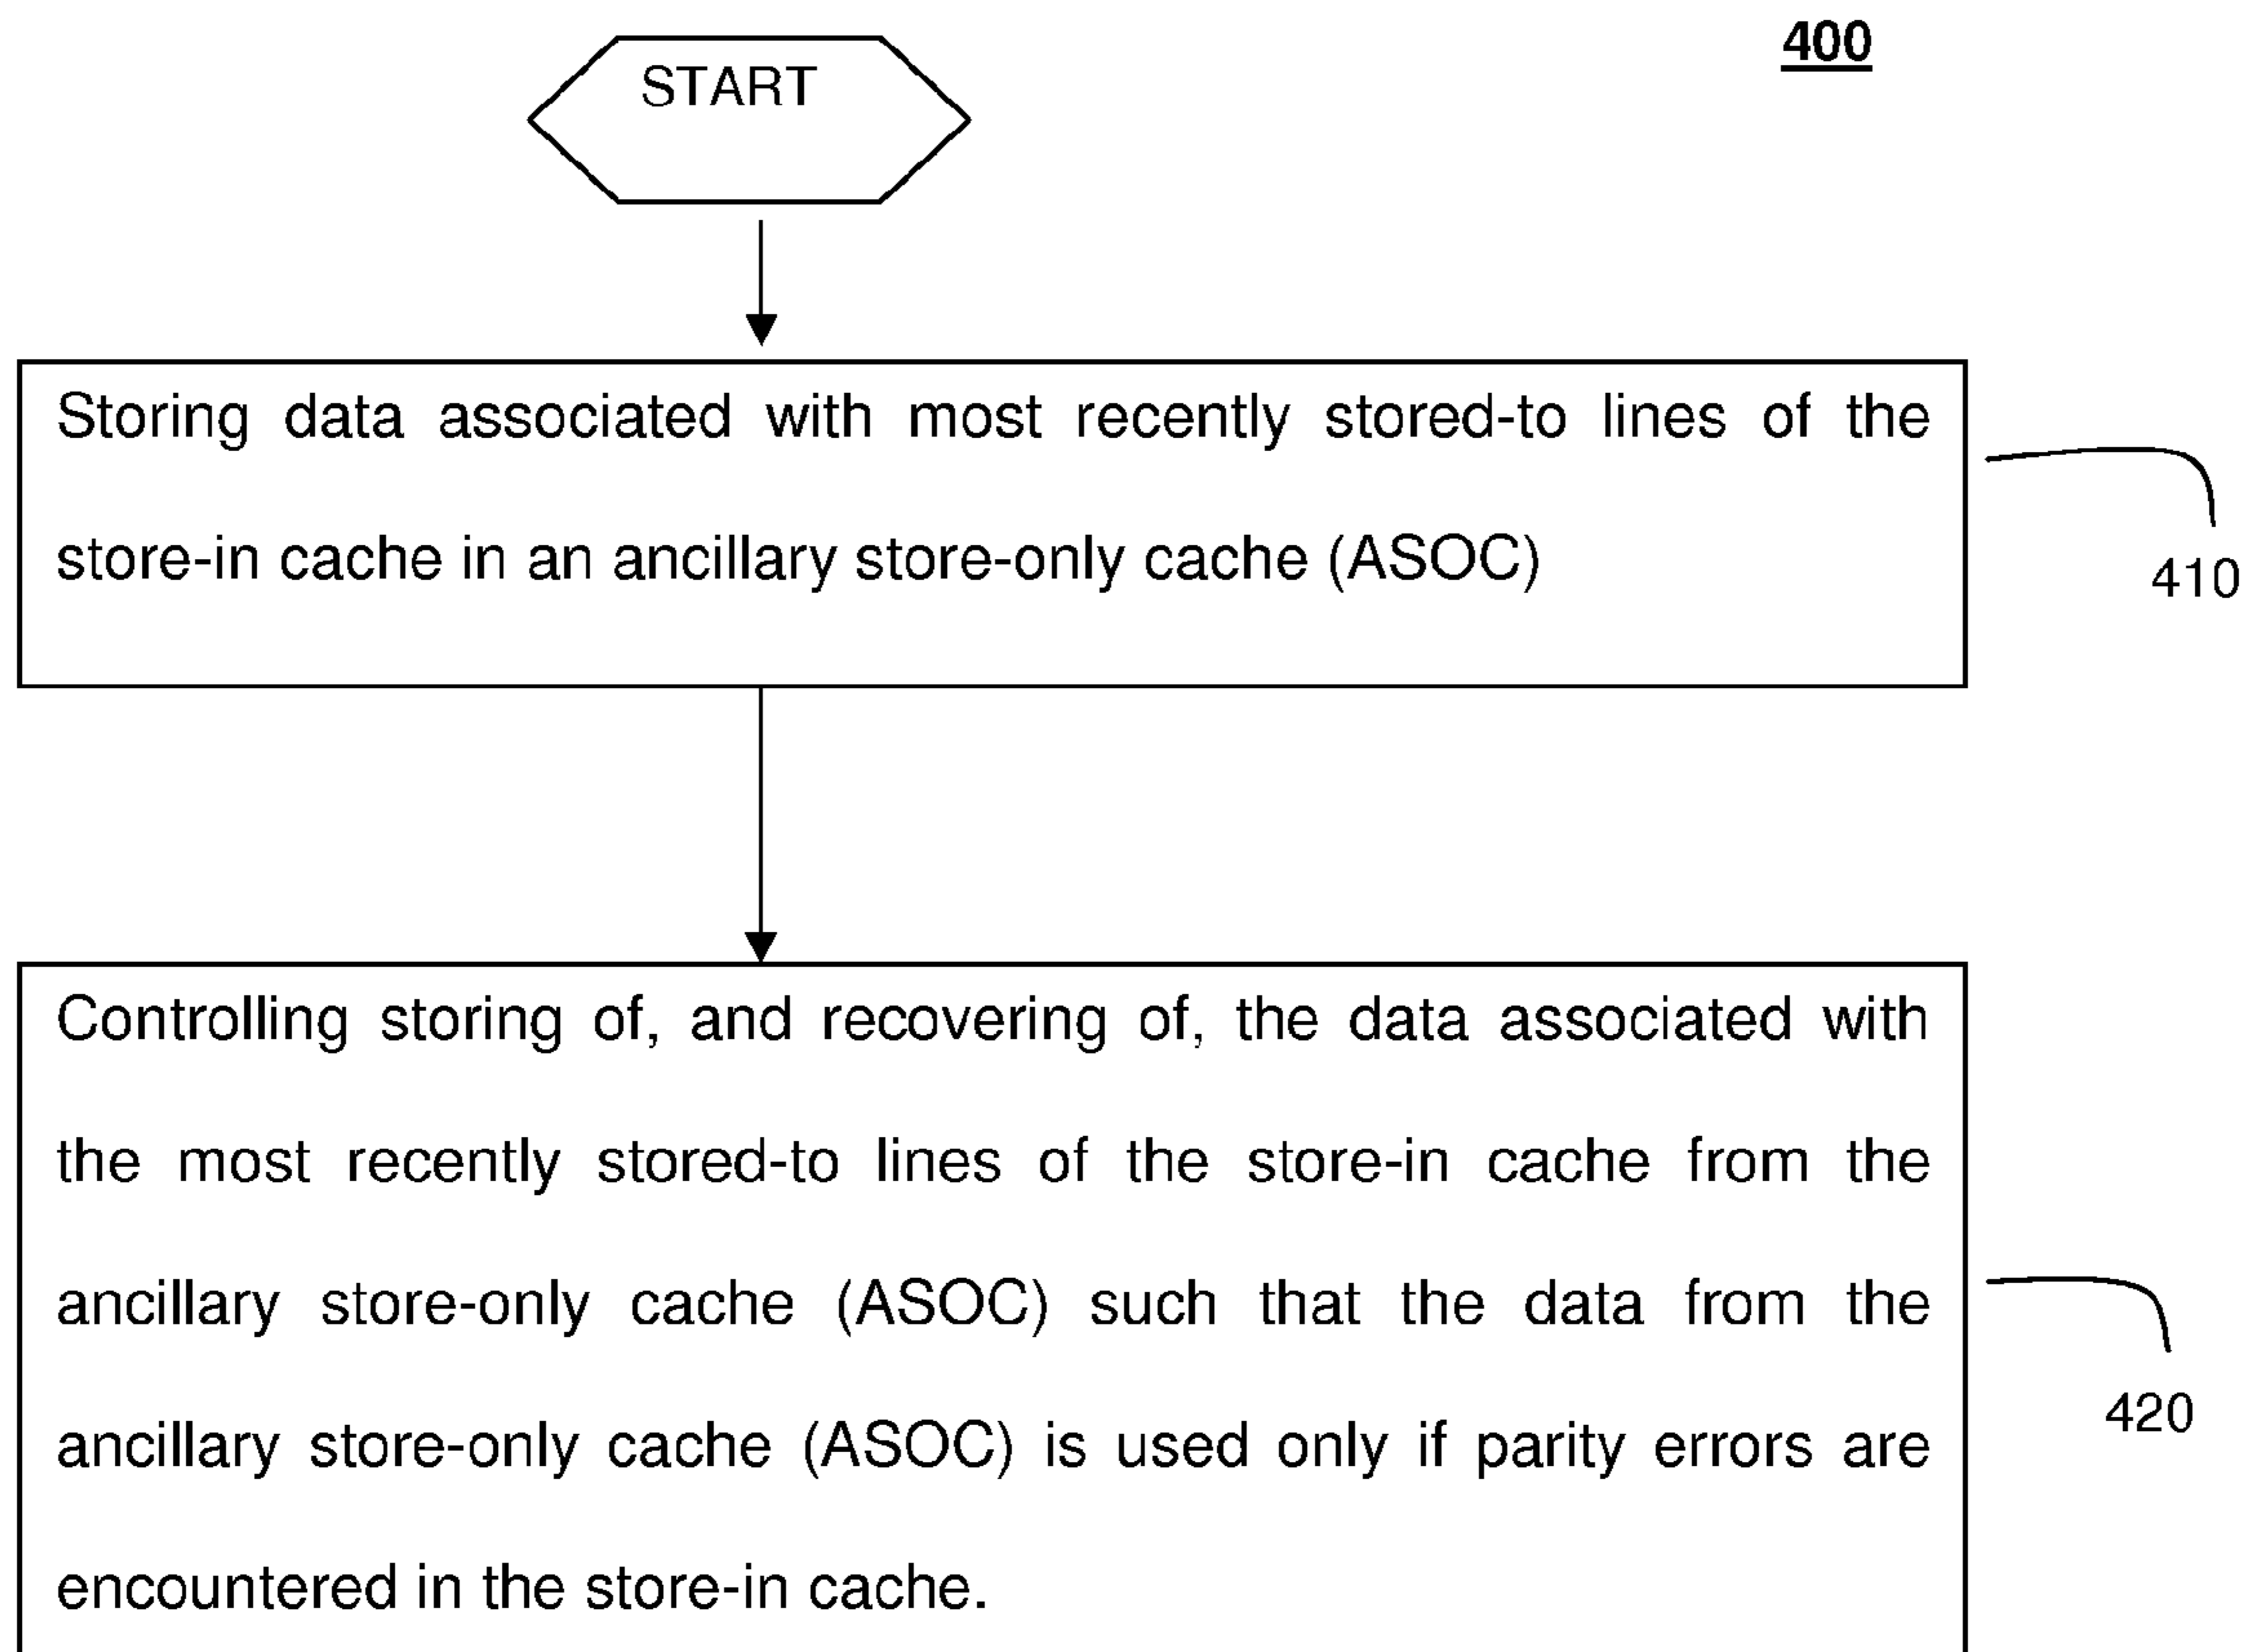 400
START
Storing data associated with most recently stored-to lines of the
store-in cache in an ancillary store-only cache (ASOC)
410
Controlling storing of, and recovering of, the data associated with
the most recently stored-to lines of the store-in cache from the
ancillary store-only cache (ASOC) such that the data from the
ancillary store-only cache (ASOC) is used only if parity errors are
encountered in the store-in cache.
420